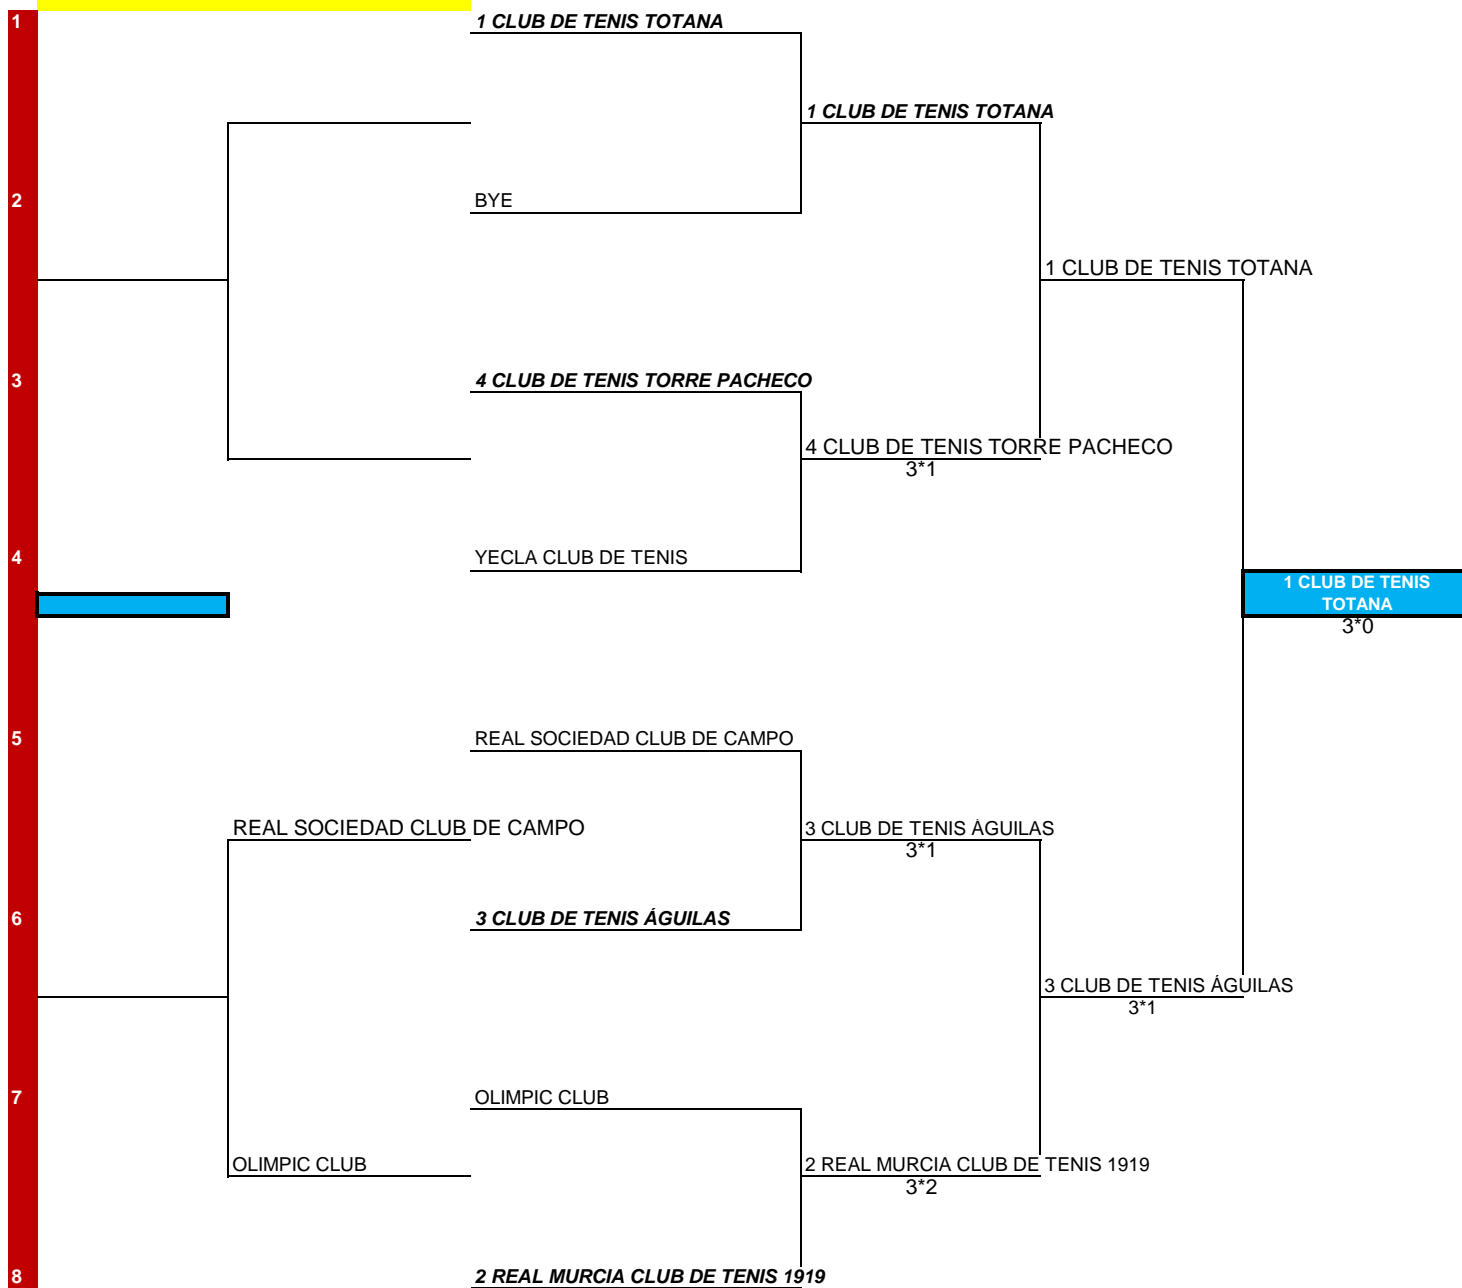 1
1 CLUB DE TENIS TOTANA
1 CLUB DE TENIS TOTANA
2
BYE
1 CLUB DE TENIS TOTANA
3
4 CLUB DE TENIS TORRE PACHECO
4 CLUB DE TENIS TORRE PACHECO
3*1
4
YECLA CLUB DE TENIS
1 CLUB DE TENIS
TOTANA
3*0
5
REAL SOCIEDAD CLUB DE CAMPO
REAL SOCIEDAD CLUB DE CAMPO
3 CLUB DE TENIS ÁGUILAS
3*1
6
3 CLUB DE TENIS ÁGUILAS
3 CLUB DE TENIS ÁGUILAS
3*1
7
OLIMPIC CLUB
OLIMPIC CLUB
2 REAL MURCIA CLUB DE TENIS 1919
3*2
8
2 REAL MURCIA CLUB DE TENIS 1919